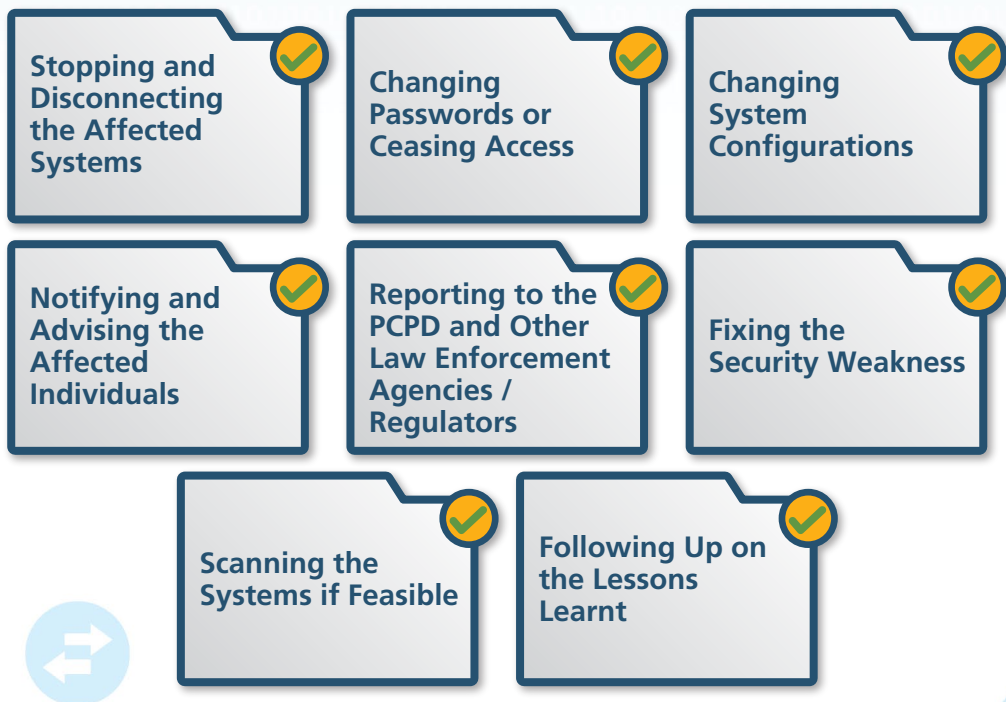 Stopping and
Disconnecting
the Affected
Systems
Changing
Passwords or
Ceasing Access
Changing
System
Configurations
Notifying and
Advising the
Affected
Individuals
Reporting to the
PCPD and Other
Law Enforcement
Agencies /
Regulators
Fixing the
Security Weakness
Scanning the
Systems if Feasible
Following Up on
the Lessons
Learnt